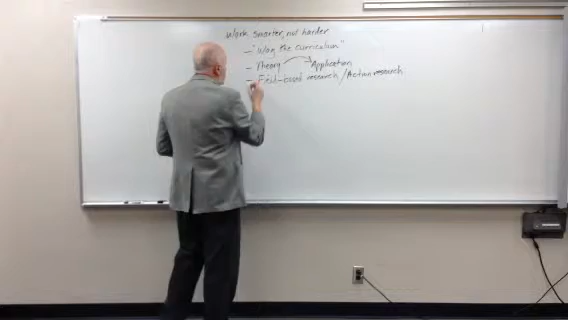 Work smarter, not harder
- "Wag the curriculum"
- Theory → Application
- Field-based research / Action research
-